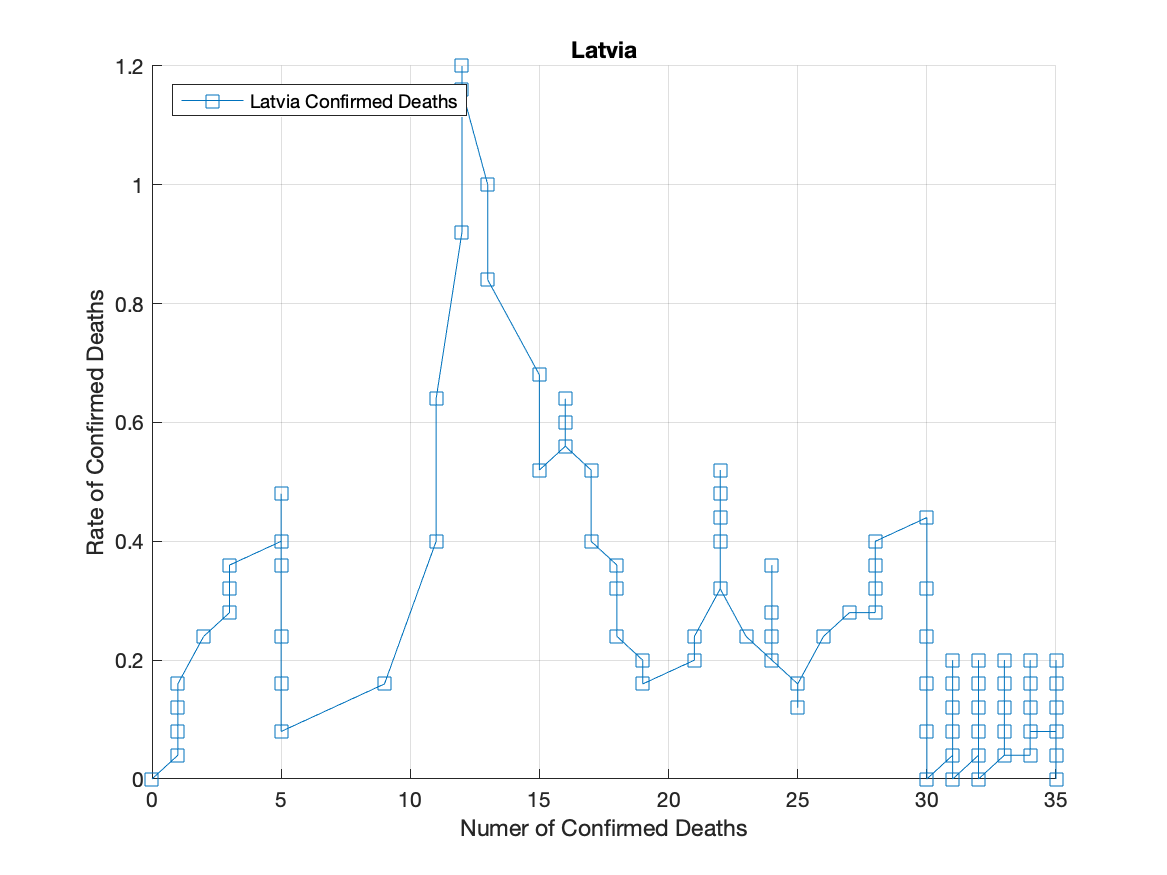 Latvia
Latvia Confirmed Deaths
Rate of Confirmed Deaths
1.2
1
0.8
0.6
0.4
0.2
0
0 5 10 15 20 25 30 35
Numer of Confirmed Deaths